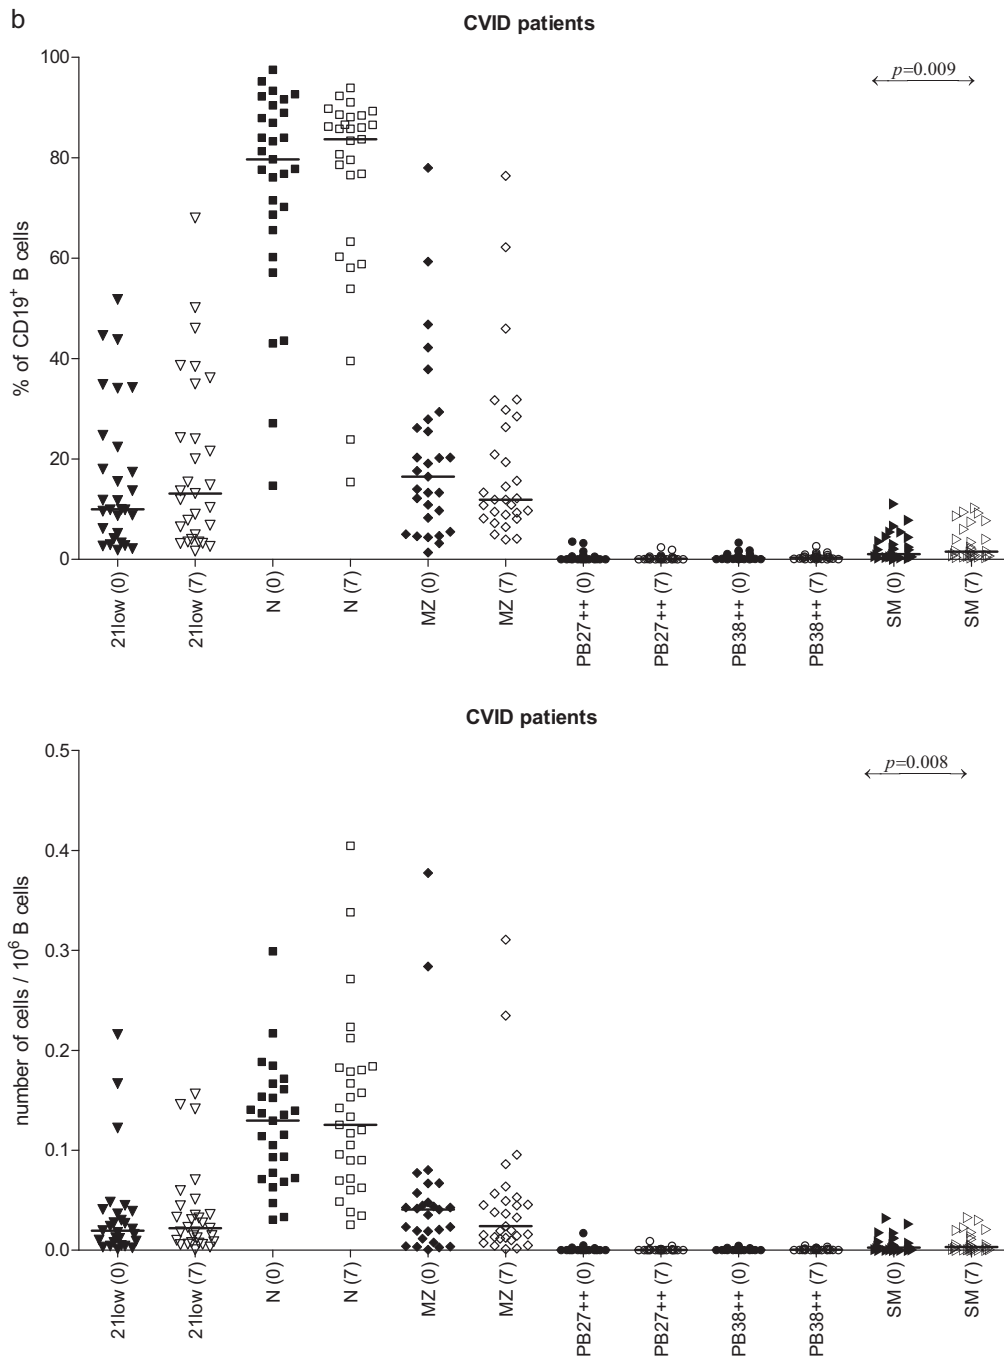 b
CVID patients
100
80
60
40
20
0
% of CD19+ B cells
p=0.009
21low (0)
21low (7)
N (0)
N (7)
MZ (0)
MZ (7)
PB27++ (0)
PB27++ (7)
PB38++ (0)
PB38++ (7)
SM (0)
SM (7)
CVID patients
0.5
0.4
0.3
0.2
0.1
0.0
number of cells / 10⁶ B cells
p=0.008
21low (0)
21low (7)
N (0)
N (7)
MZ (0)
MZ (7)
PB27++ (0)
PB27++ (7)
PB38++ (0)
PB38++ (7)
SM (0)
SM (7)